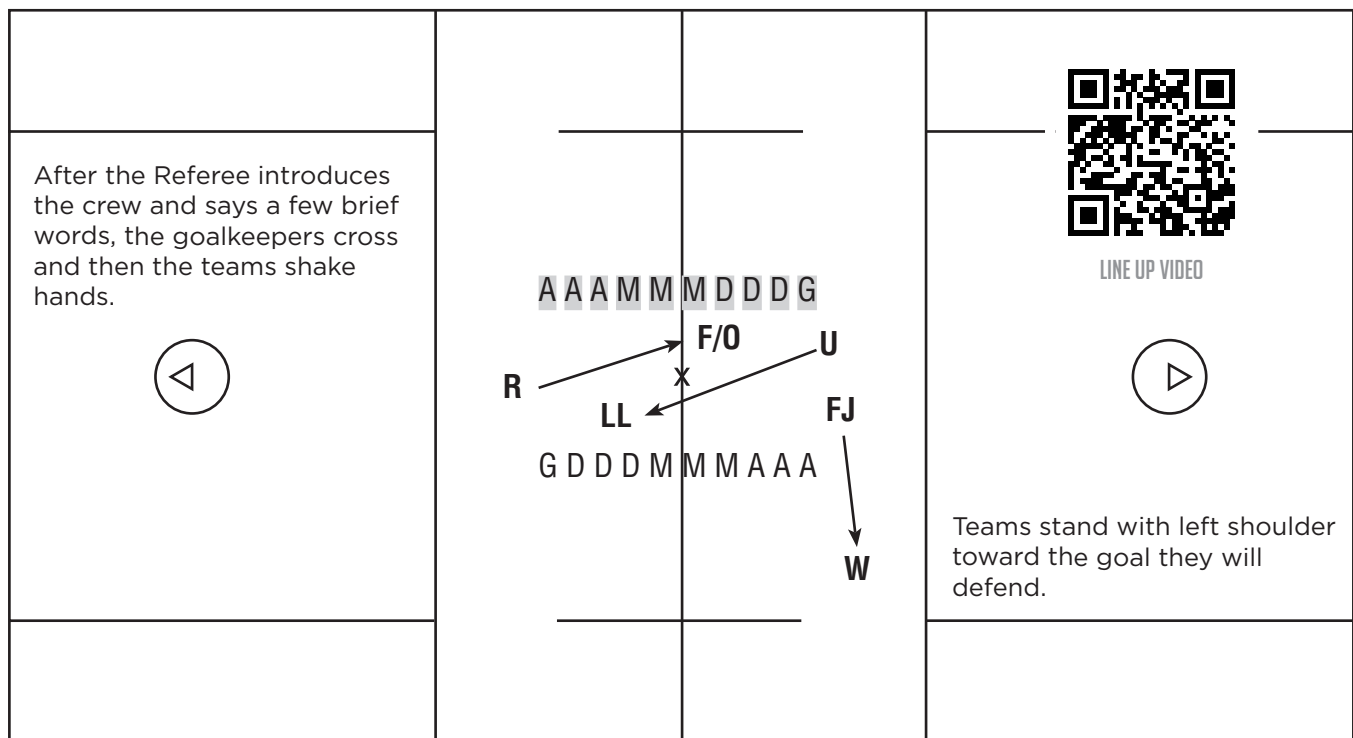 After the Referee introduces
the crew and says a few brief
words, the goalkeepers cross
and then the teams shake
hands.
LINE UP VIDEO
A A A M M M D D D G
F/O
U
X
R
LL
FJ
G D D D M M M A A A
W
Teams stand with left shoulder
toward the goal they will
defend.